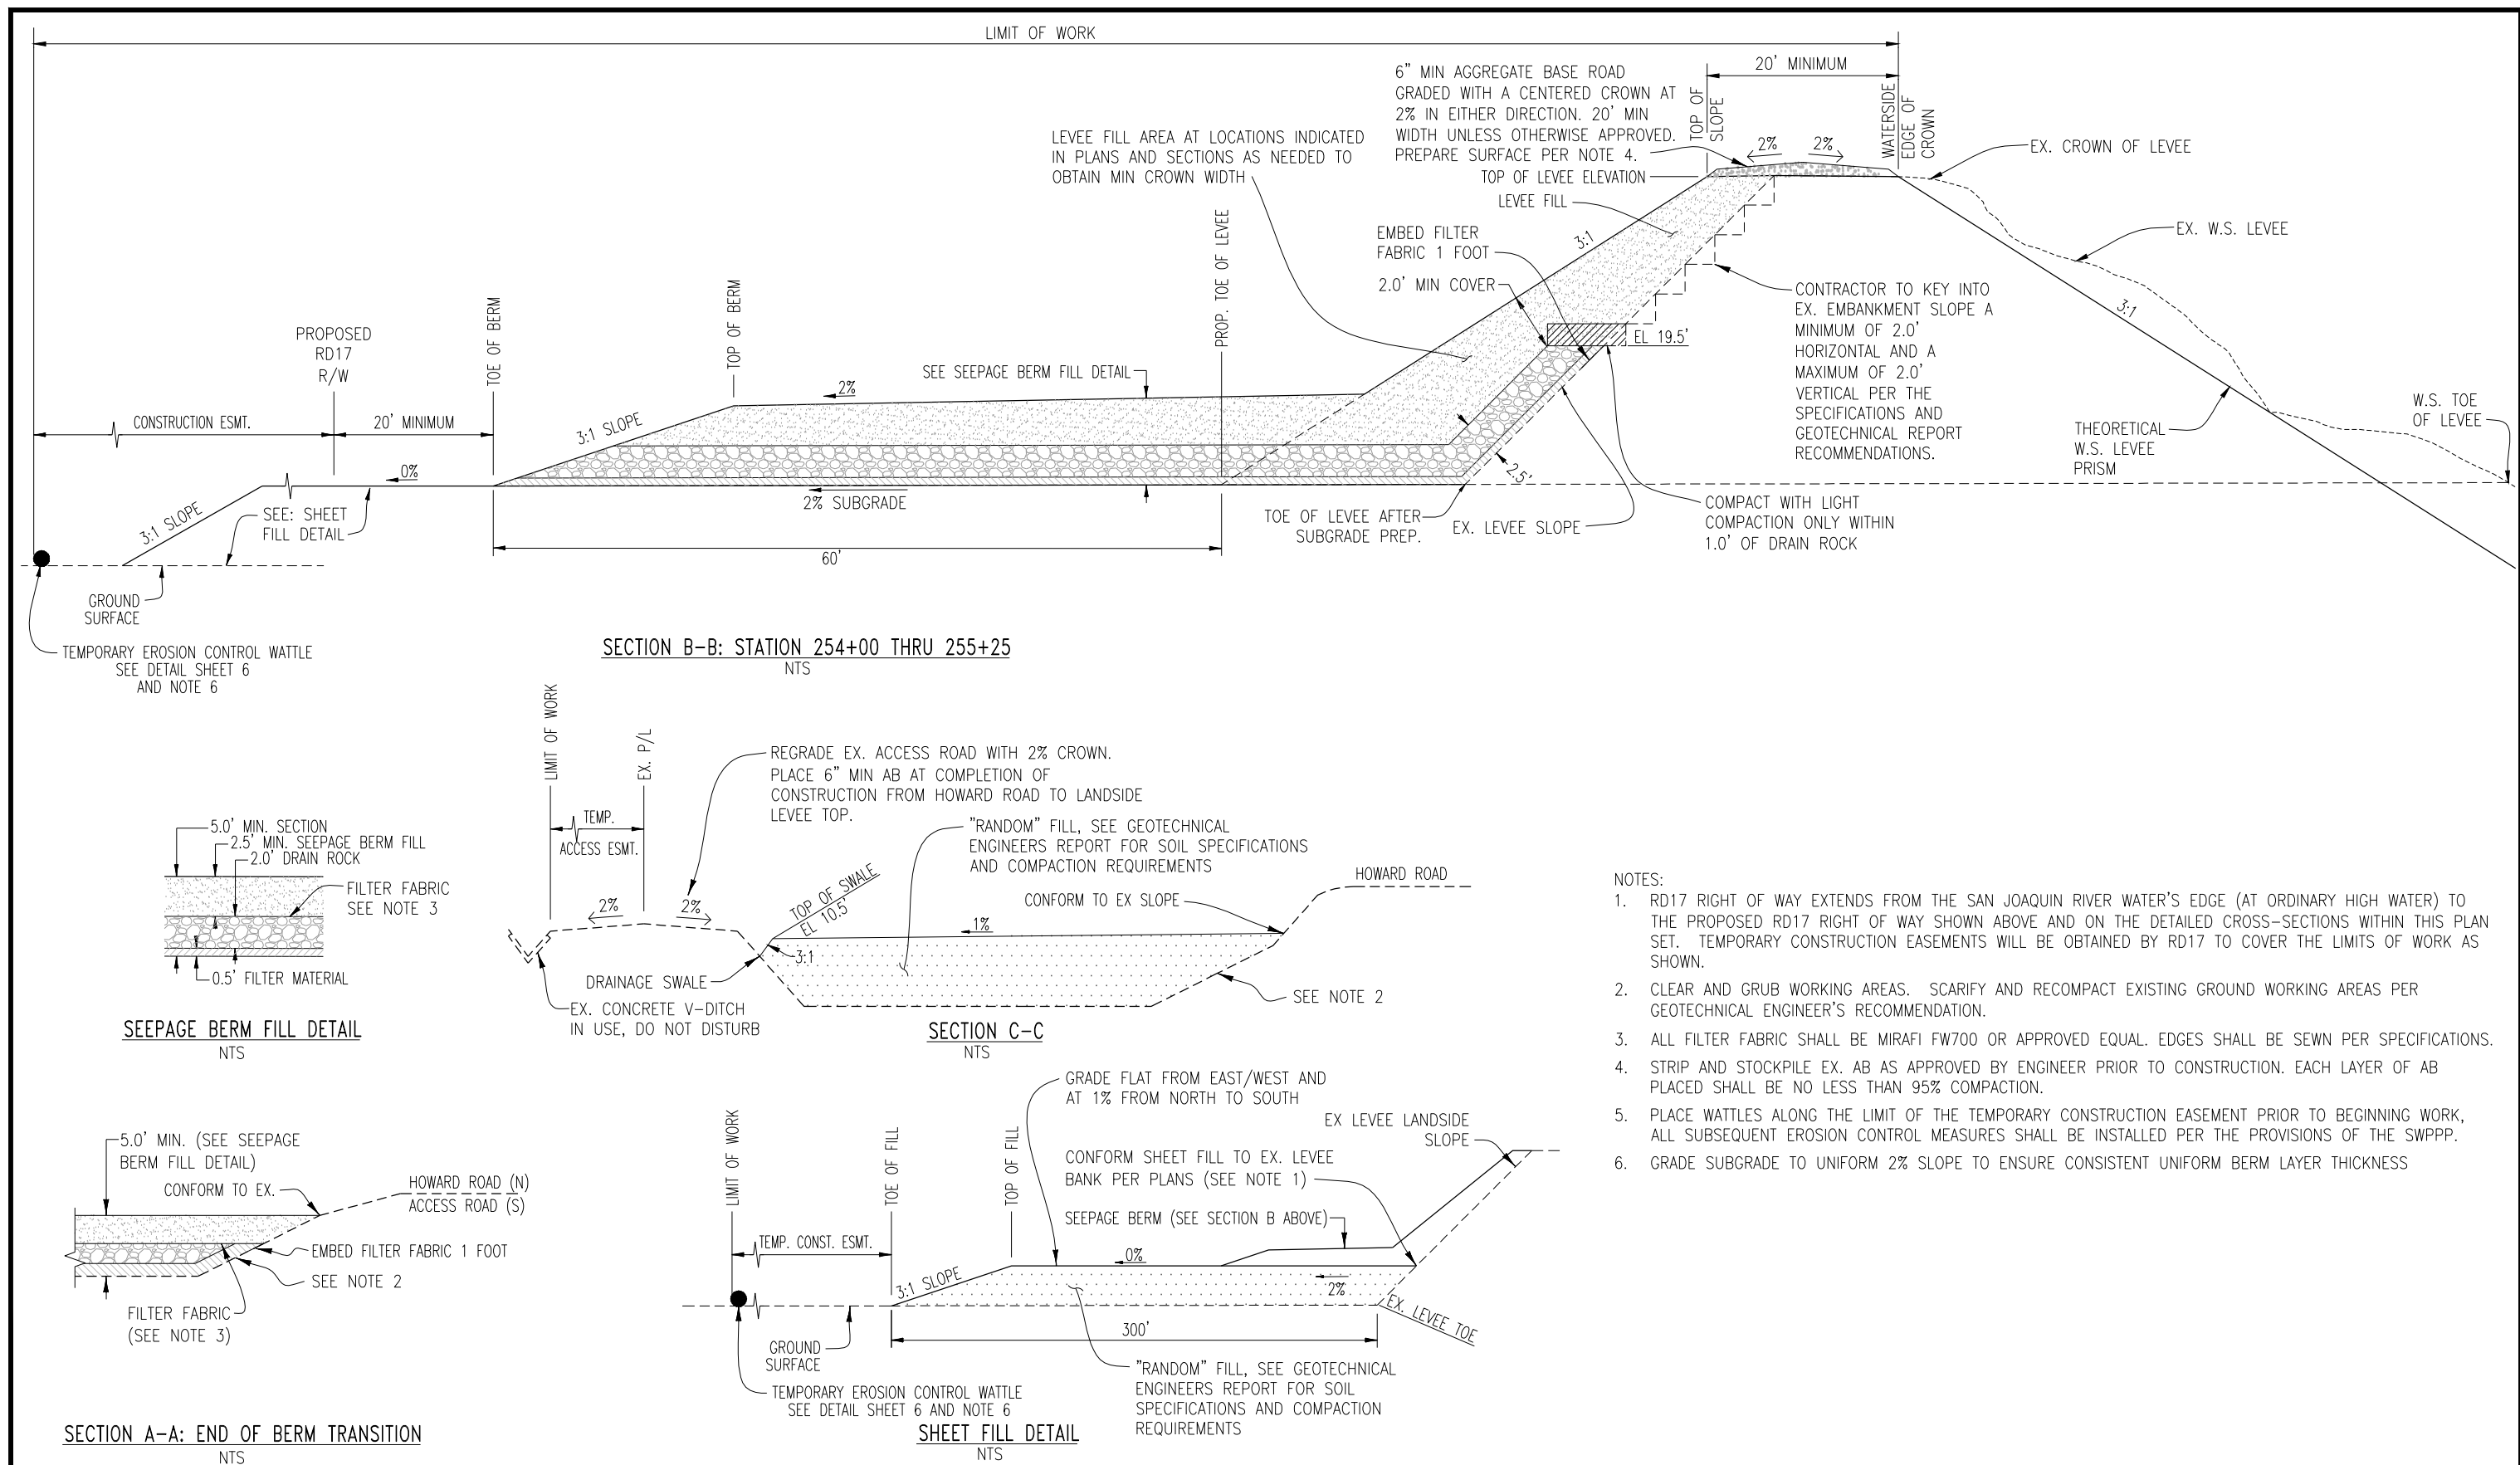 LIMIT OF WORK
20' MINIMUM
6" MIN AGGREGATE BASE ROAD
GRADED WITH A CENTERED CROWN AT
2% IN EITHER DIRECTION. 20' MIN
WIDTH UNLESS OTHERWISE APPROVED.
PREPARE SURFACE PER NOTE 4.
TOP OF
SLOPE
WATERSIDE
EDGE OF
CROWN
2%
2%
EX. CROWN OF LEVEE
LEVEE FILL AREA AT LOCATIONS INDICATED
IN PLANS AND SECTIONS AS NEEDED TO
OBTAIN MIN CROWN WIDTH
TOP OF LEVEE ELEVATION
LEVEE FILL
EX. W.S. LEVEE
EMBED FILTER
FABRIC 1 FOOT
3:1
2.0' MIN COVER
PROP. TOE OF LEVEE
CONTRACTOR TO KEY INTO
EX. EMBANKMENT SLOPE A
MINIMUM OF 2.0'
HORIZONTAL AND A
MAXIMUM OF 2.0'
VERTICAL PER THE
SPECIFICATIONS AND
GEOTECHNICAL REPORT
RECOMMENDATIONS.
3:1
EL 19.5'
TOP OF BERM
TOE OF BERM
PROPOSED
RD17
R/W
SEE SEEPAGE BERM FILL DETAIL
2%
W.S. TOE
OF LEVEE
THEORETICAL
W.S. LEVEE
PRISM
CONSTRUCTION ESMT.
20' MINIMUM
3:1 SLOPE
0%
2.5'
2% SUBGRADE
3:1 SLOPE
SEE: SHEET
FILL DETAIL
TOE OF LEVEE AFTER
SUBGRADE PREP.
EX. LEVEE SLOPE
COMPACT WITH LIGHT
COMPACTION ONLY WITHIN
1.0' OF DRAIN ROCK
60'
GROUND
SURFACE
TEMPORARY EROSION CONTROL WATTLE
SEE DETAIL SHEET 6
AND NOTE 6
SECTION B-B: STATION 254+00 THRU 255+25
NTS
5.0' MIN. SECTION
2.5' MIN. SEEPAGE BERM FILL
2.0' DRAIN ROCK
FILTER FABRIC
SEE NOTE 3
0.5' FILTER MATERIAL
SEEPAGE BERM FILL DETAIL
NTS
LIMIT OF WORK
EX. P/L
REGRADE EX. ACCESS ROAD WITH 2% CROWN.
PLACE 6" MIN AB AT COMPLETION OF
CONSTRUCTION FROM HOWARD ROAD TO LANDSIDE
LEVEE TOP.
TEMP.
ACCESS ESMT.
"RANDOM" FILL, SEE GEOTECHNICAL
ENGINEERS REPORT FOR SOIL SPECIFICATIONS
AND COMPACTION REQUIREMENTS
HOWARD ROAD
TOP OF SWALE
EL 10.5'
CONFORM TO EX SLOPE
2%
2%
1%
3:1
DRAINAGE SWALE
EX. CONCRETE V-DITCH
IN USE, DO NOT DISTURB
SEE NOTE 2
SECTION C-C
NTS
NOTES:
1. RD17 RIGHT OF WAY EXTENDS FROM THE SAN JOAQUIN RIVER WATER'S EDGE (AT ORDINARY HIGH WATER) TO
THE PROPOSED RD17 RIGHT OF WAY SHOWN ABOVE AND ON THE DETAILED CROSS-SECTIONS WITHIN THIS PLAN
SET. TEMPORARY CONSTRUCTION EASEMENTS WILL BE OBTAINED BY RD17 TO COVER THE LIMITS OF WORK AS
SHOWN.
2. CLEAR AND GRUB WORKING AREAS. SCARIFY AND RECOMPACT EXISTING GROUND WORKING AREAS PER
GEOTECHNICAL ENGINEER'S RECOMMENDATION.
3. ALL FILTER FABRIC SHALL BE MIRAFI FW700 OR APPROVED EQUAL. EDGES SHALL BE SEWN PER SPECIFICATIONS.
4. STRIP AND STOCKPILE EX. AB AS APPROVED BY ENGINEER PRIOR TO CONSTRUCTION. EACH LAYER OF AB
PLACED SHALL BE NO LESS THAN 95% COMPACTION.
5. PLACE WATTLES ALONG THE LIMIT OF THE TEMPORARY CONSTRUCTION EASEMENT PRIOR TO BEGINNING WORK,
ALL SUBSEQUENT EROSION CONTROL MEASURES SHALL BE INSTALLED PER THE PROVISIONS OF THE SWPPP.
6. GRADE SUBGRADE TO UNIFORM 2% SLOPE TO ENSURE CONSISTENT UNIFORM BERM LAYER THICKNESS
5.0' MIN. (SEE SEEPAGE
BERM FILL DETAIL)
CONFORM TO EX.
HOWARD ROAD (N)
ACCESS ROAD (S)
EMBED FILTER FABRIC 1 FOOT
SEE NOTE 2
FILTER FABRIC
(SEE NOTE 3)
SECTION A-A: END OF BERM TRANSITION
NTS
GRADE FLAT FROM EAST/WEST AND
AT 1% FROM NORTH TO SOUTH
EX LEVEE LANDSIDE
SLOPE
LIMIT OF WORK
TOE OF FILL
TOP OF FILL
CONFORM SHEET FILL TO EX. LEVEE
BANK PER PLANS (SEE NOTE 1)
SEEPAGE BERM (SEE SECTION B ABOVE)
TEMP. CONST. ESMT.
0%
3:1 SLOPE
2%
EX. LEVEE TOE
300'
GROUND
SURFACE
"RANDOM" FILL, SEE GEOTECHNICAL
ENGINEERS REPORT FOR SOIL
SPECIFICATIONS AND COMPACTION
REQUIREMENTS
TEMPORARY EROSION CONTROL WATTLE
SEE DETAIL SHEET 6 AND NOTE 6
SHEET FILL DETAIL
NTS